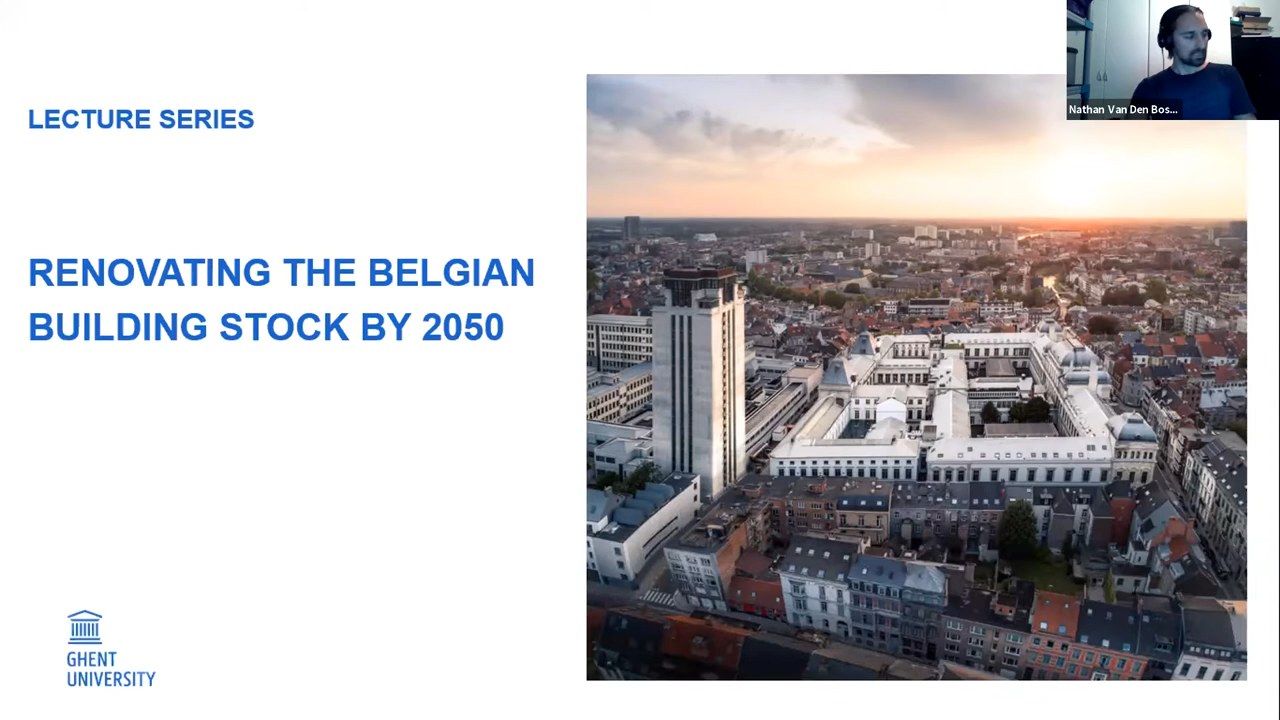 LECTURE SERIES
RENOVATING THE BELGIAN
BUILDING STOCK BY 2050
GHENT
UNIVERSITY
Nathan Van Den Bos...